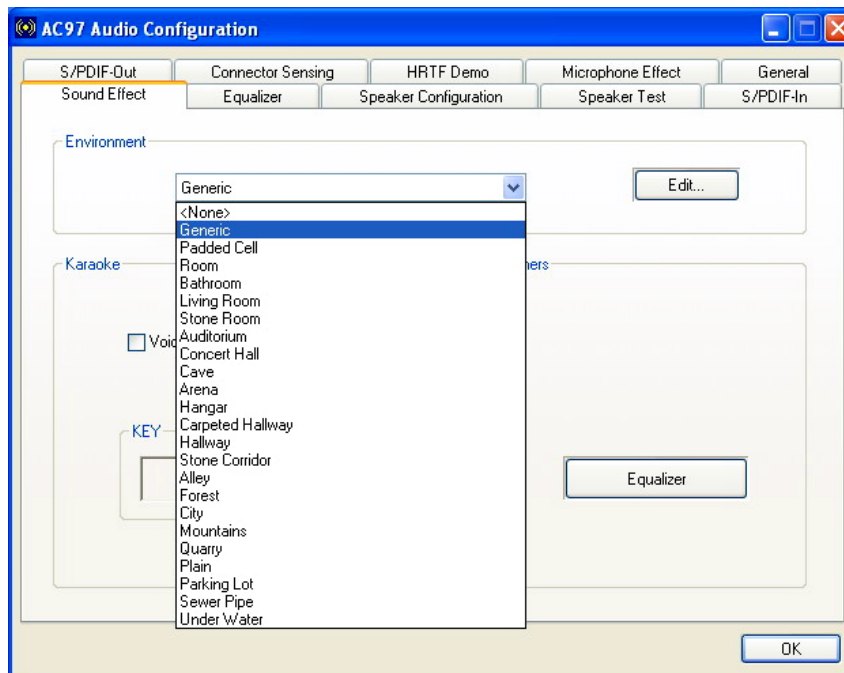 AC97 Audio Configuration
S/PDIF-Out Connector Sensing HRTF Demo Microphone Effect General
Sound Effect Equalizer Speaker Configuration Speaker Test S/PDIF-In
Environment
Generic Edit...
<None>
Generic
Padded Cell
Karaoke
Room
Bathroom
Living Room
Stone Room
Auditorium
Concert Hall
Cave
Arena
Hangar
Carpeted Hallway
KEY
Hallway
Stone Corridor
Alley
Equalizer
Forest
City
Mountains
Quarry
Plain
Parking Lot
Sewer Pipe
Under Water
OK